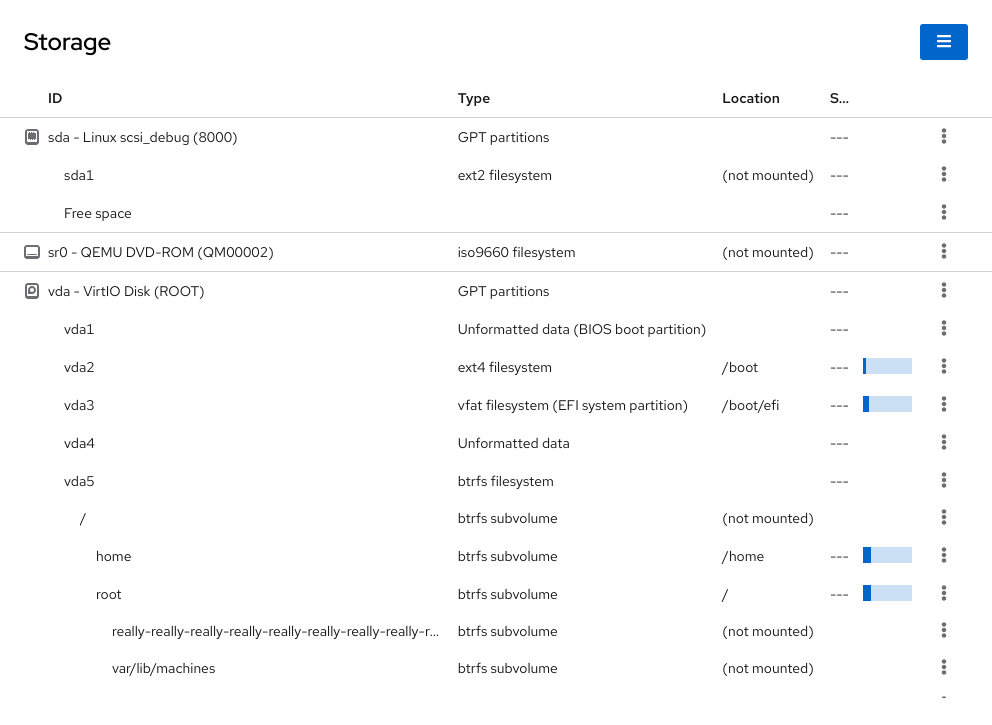 Storage
ID Type Location S...
sda - Linux scsi_debug (8000) GPT partitions ---
sda1 ext2 filesystem (not mounted) ---
Free space ---
sr0 - QEMU DVD-ROM (QM00002) iso9660 filesystem (not mounted) ---
vda - VirtIO Disk (ROOT) GPT partitions ---
vda1 Unformatted data (BIOS boot partition) ---
vda2 ext4 filesystem /boot ---
vda3 vfat filesystem (EFI system partition) /boot/efi ---
vda4 Unformatted data ---
vda5 btrfs filesystem ---
/ btrfs subvolume (not mounted)
home btrfs subvolume /home ---
root btrfs subvolume / ---
really-really-really-really-really-really-really-really-r... btrfs subvolume (not mounted)
var/lib/machines btrfs subvolume (not mounted)